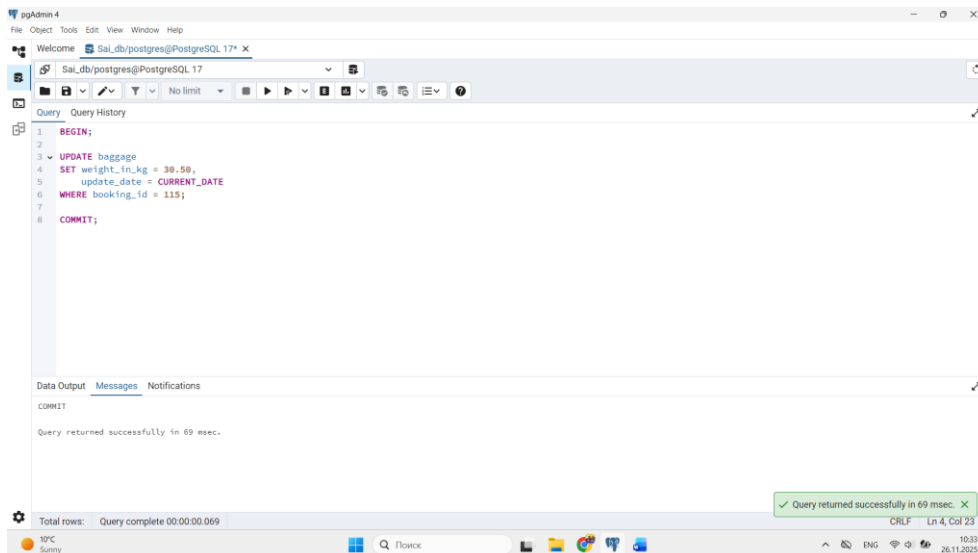 pgAdmin 4
File Object Tools Edit View Window Help
Welcome Sai_db/postgres@PostgreSQL 17*
Sai_db/postgres@PostgreSQL 17
No limit
Query Query History
1 BEGIN;
2
3 UPDATE baggage
4 SET weight_in_kg = 30.50,
5 update_date = CURRENT_DATE
6 WHERE booking_id = 115;
7
8 COMMIT;
Data Output Messages Notifications
COMMIT
Query returned successfully in 69 msec.
Query returned successfully in 69 msec.
Total rows: Query complete 00:00:00.069 CRLF Ln 4, Col 23
10°C
Sunny
Поиск
ENG
10:33
26.11.2025